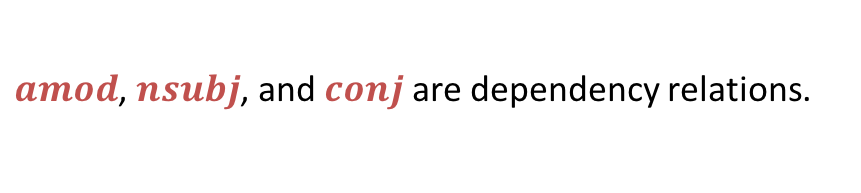 amod, nsubj, and conj are dependency relations.